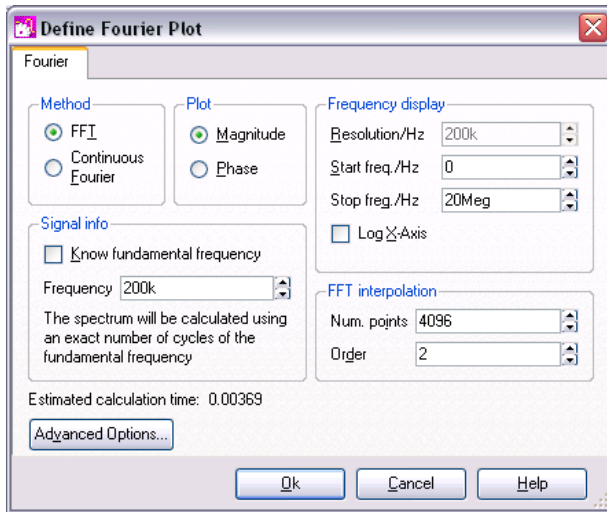 Define Fourier Plot
Fourier
Method
FFT
Continuous
Fourier
Plot
Magnitude
Phase
Signal info
Know fundamental frequency
Frequency 200k
The spectrum will be calculated using
an exact number of cycles of the
fundamental frequency
Frequency display
Resolution/Hz 200k
Start freq./Hz 0
Stop freq./Hz 20Meg
Log X-Axis
FFT interpolation
Num. points 4096
Order 2
Estimated calculation time: 0.00369
Advanced Options...
Ok
Cancel
Help